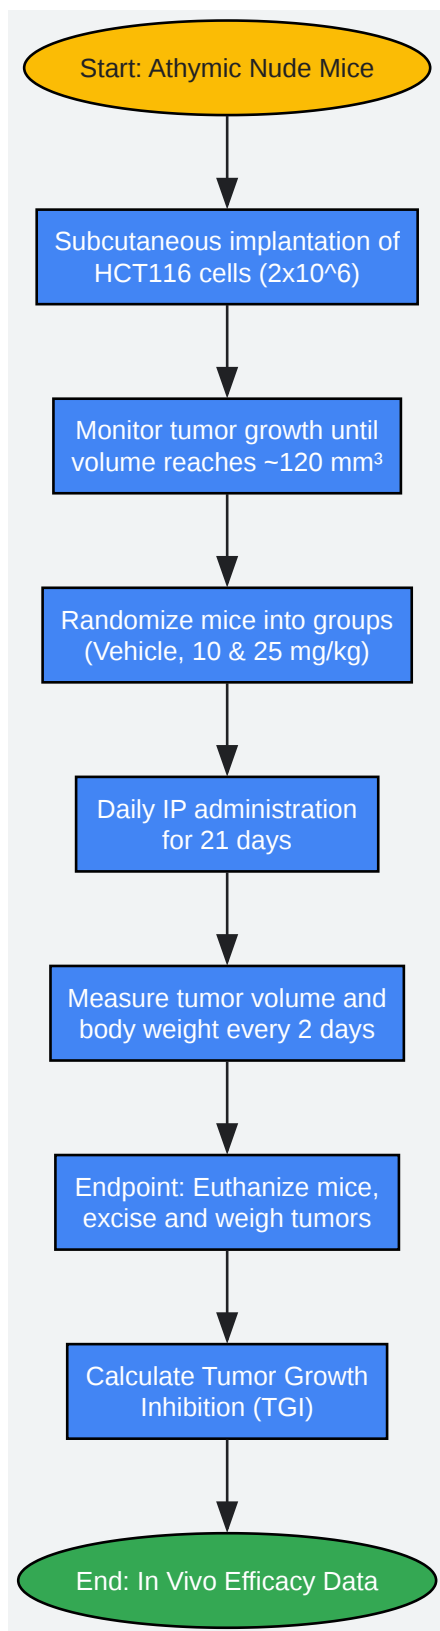 Start: Athymic Nude Mice
Subcutaneous implantation of
HCT116 cells (2x10^6)
Monitor tumor growth until
volume reaches ~120 mm³
Randomize mice into groups
(Vehicle, 10 & 25 mg/kg)
Daily IP administration
for 21 days
Measure tumor volume and
body weight every 2 days
Endpoint: Euthanize mice,
excise and weigh tumors
Calculate Tumor Growth
Inhibition (TGI)
End: In Vivo Efficacy Data